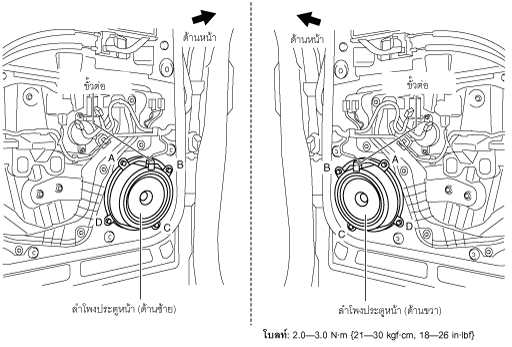 ด้านหน้า
ด้านหน้า
ขั้วต่อ
ขั้วต่อ
A
B
D
C
B
A
C
D
ลำโพงประตูหน้า (ด้านซ้าย)
ลำโพงประตูหน้า (ด้านขวา)
โบลท์: 2.0—3.0 N·m {21—30 kgf·cm, 18—26 in·lbf}